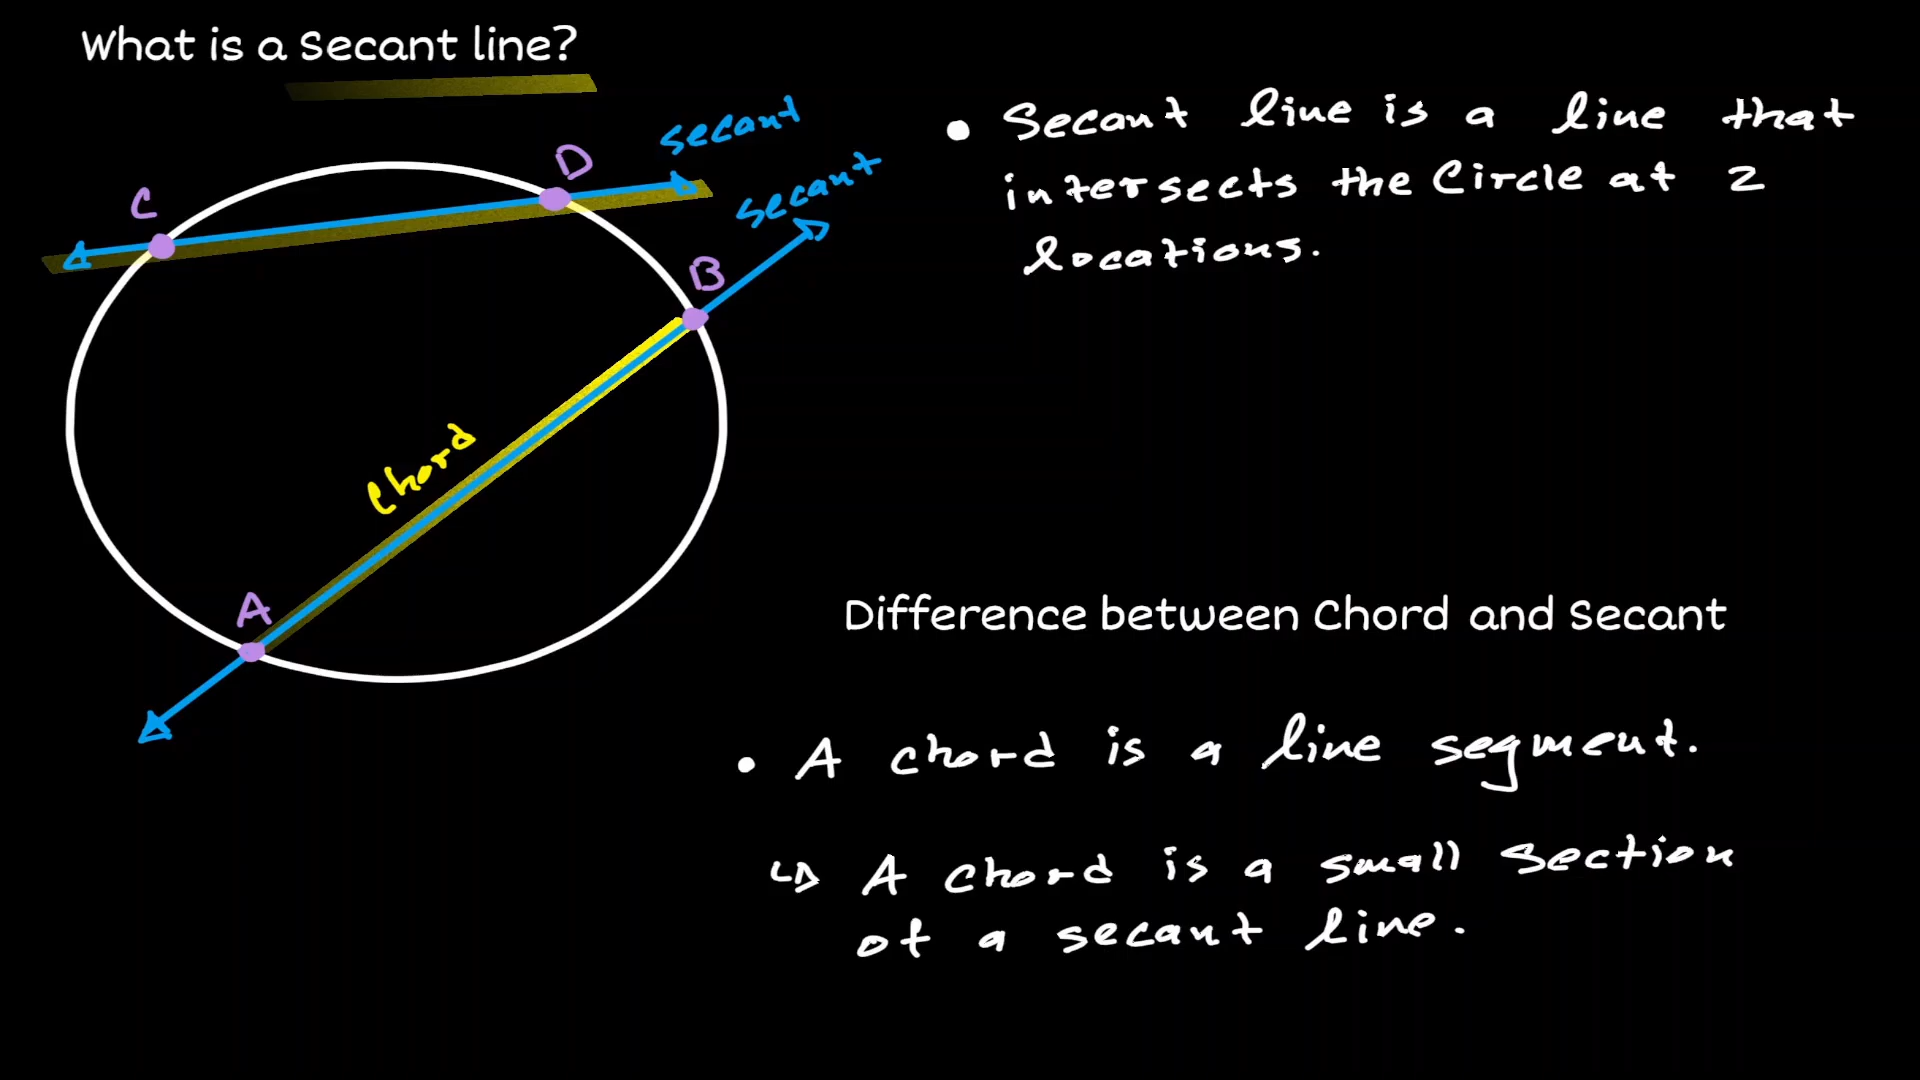 What is a Secant line?
secant
secant
C
D
B
Chord
A
• Secant line is a line that
intersects the Circle at 2
locations.
Difference between Chord and Secant
• A chord is a line segment.
↳ A chord is a small section
of a secant line.